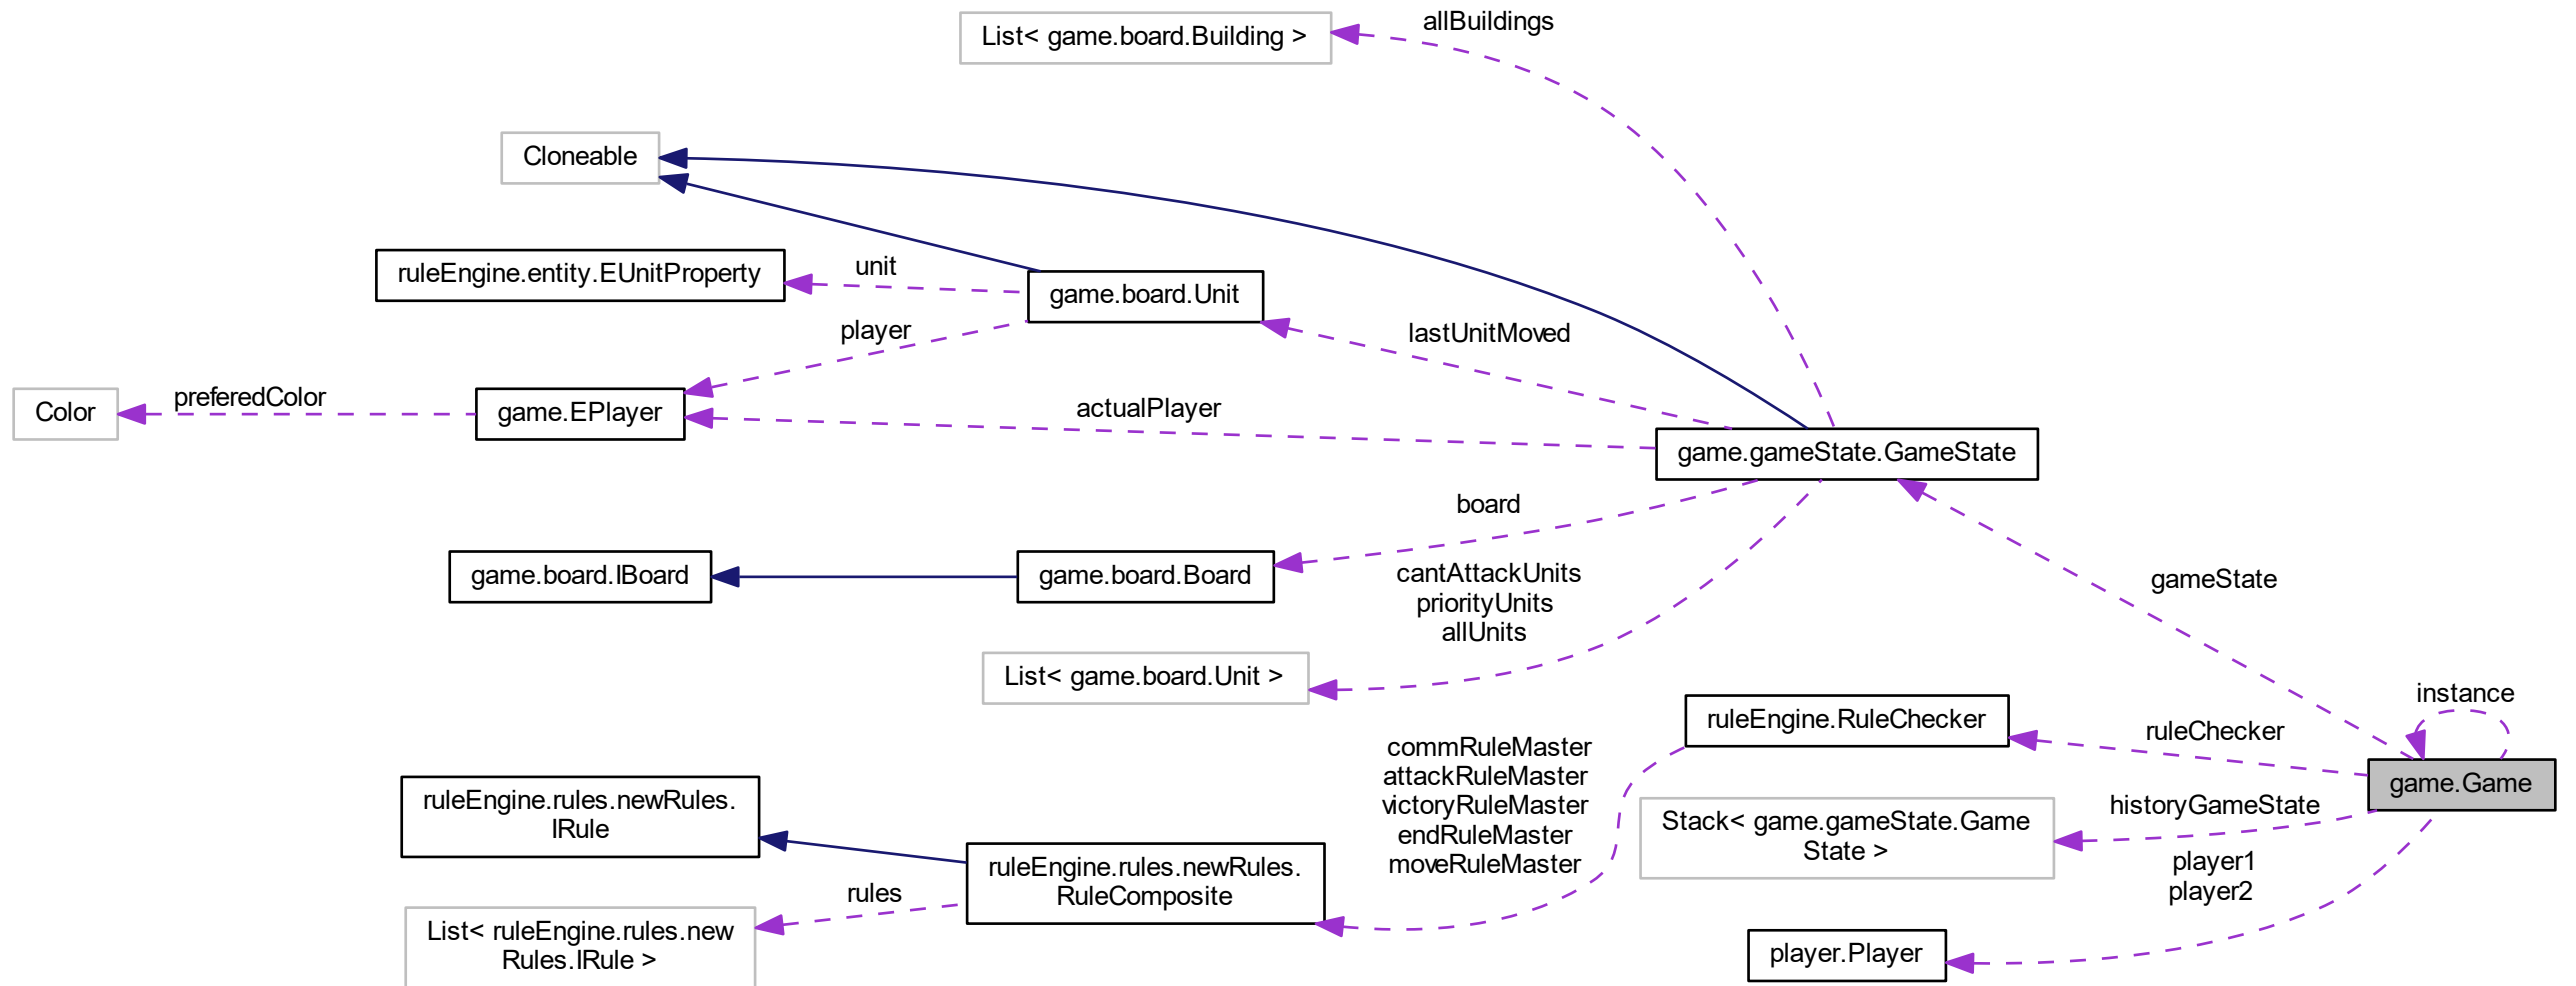 List< game.board.Building >
allBuildings
Cloneable
ruleEngine.entity.EUnitProperty
unit
game.board.Unit
player
lastUnitMoved
Color
preferedColor
game.EPlayer
actualPlayer
game.gameState.GameState
board
game.board.IBoard
game.board.Board
cantAttackUnits
priorityUnits
allUnits
gameState
List< game.board.Unit >
instance
ruleEngine.RuleChecker
ruleChecker
commRuleMaster
attackRuleMaster
victoryRuleMaster
endRuleMaster
moveRuleMaster
game.Game
historyGameState
Stack< game.gameState.Game
State >
ruleEngine.rules.newRules.
IRule
ruleEngine.rules.newRules.
RuleComposite
rules
player1
player2
List< ruleEngine.rules.new
Rules.IRule >
player.Player